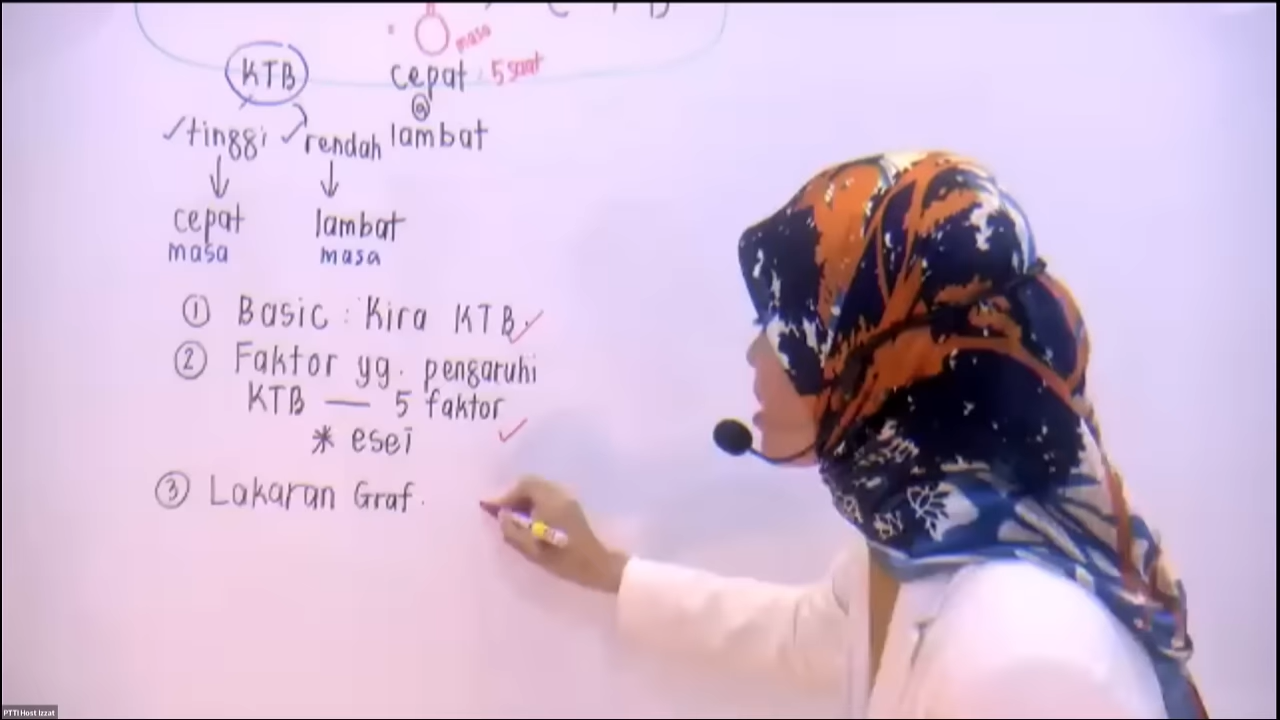 masa
KTB
cepat : 5 saat
@
✓tinggi ✓rendah lambat
cepat lambat
masa masa
① Basic : Kira KTB.
② Faktor yg. pengaruhi
KTB — 5 faktor
* esei
③ Lakaran Graf.
PTTI Host Izzat